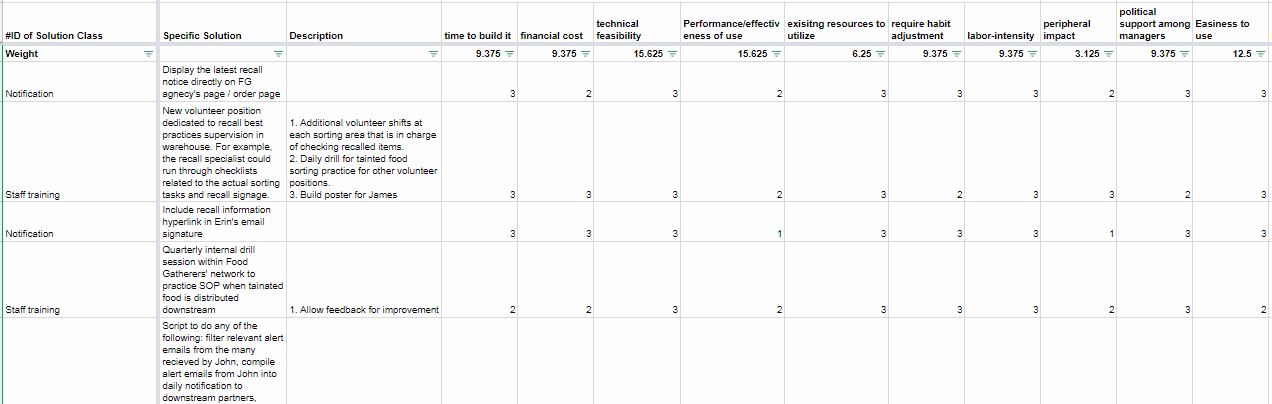 #ID of Solution Class Specific Solution Description time to build it financial cost technical feasibility Performance/effectiv eness of use exisitng resources to utilize require habit adjustment labor-intensity peripheral impact political support among managers Easiness to use
Weight 9.375 9.375 15.625 15.625 6.25 9.375 9.375 3.125 9.375 12.5
Display the latest recall
notice directly on FG
Notification agnecy's page / order page 3 2 3 2 3 3 3 2 3 3
New volunteer position
dedicated to recall best
practices supervision in
warehouse. For example,
the recall specialist could
run through checklists
related to the actual sorting
tasks and recall signage.
1. Additional volunteer shifts at
each sorting area that is in charge
of checking recalled items.
2. Daily drill for tainted food
sorting practice for other volunteer
positions.
3. Build poster for James
Staff training 3 3 3 2 3 2 3 3 2 3
Include recall information
hyperlink in Erin's email
Notification signature 3 3 3 1 3 3 3 1 3 3
Quarterly internal drill
session within Food
Gatherers' network to
practice SOP when tainated
food is distributed
Staff training downstream 1. Allow feedback for improvement 2 2 3 2 3 3 3 2 3 2
Script to do any of the
following: filter relevant alert
emails from the many
recieved by John, compile
alert emails from John into
daily notification to
downstream partners,